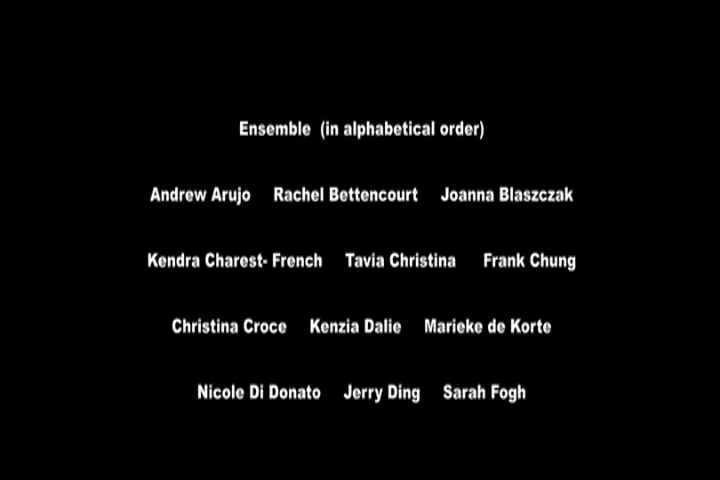 Ensemble (in alphabetical order)
Andrew Arujo Rachel Bettencourt Joanna Blaszczak
Kendra Charest- French Tavia Christina Frank Chung
Christina Croce Kenzia Dalie Marieke de Korte
Nicole Di Donato Jerry Ding Sarah Fogh